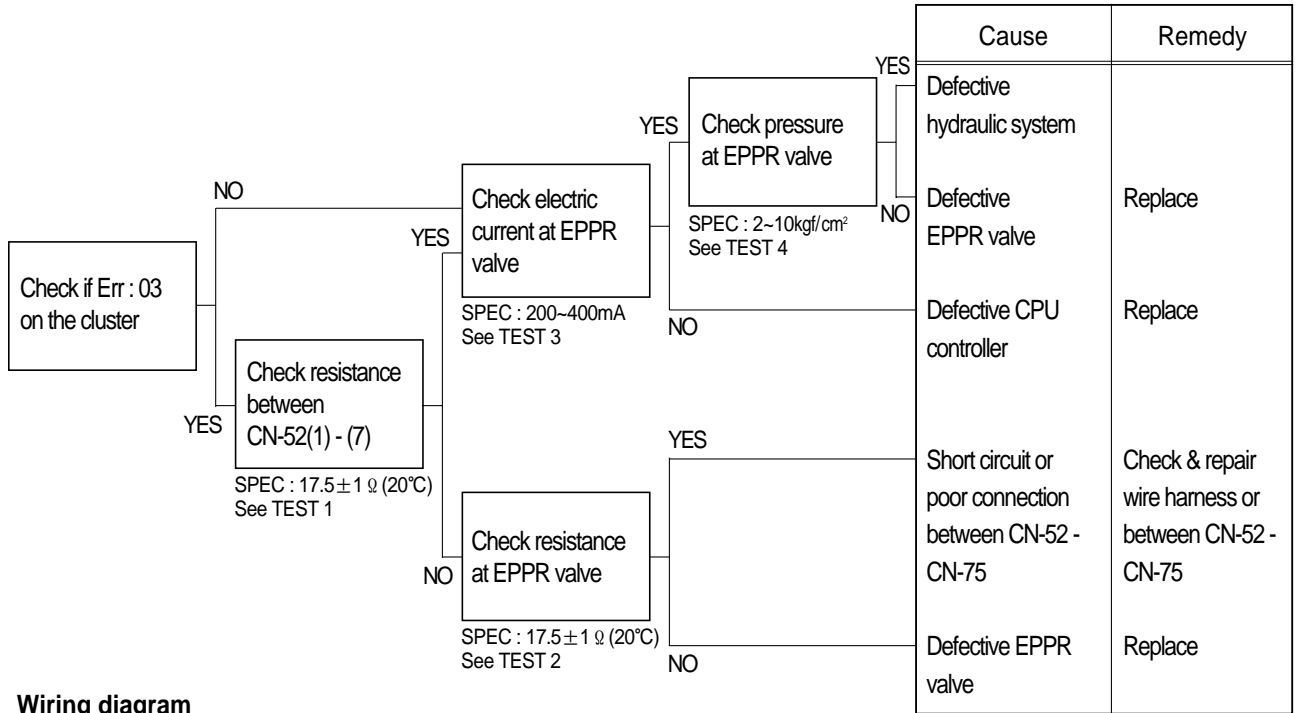 Cause
Remedy
YES
Defective
hydraulic system
YES
Check pressure
at EPPR valve
NO
Defective
EPPR valve
Replace
SPEC : 2~10kgf/cm²
See TEST 4
NO
Check electric
current at EPPR
valve
YES
SPEC : 200~400mA
See TEST 3
NO
Defective CPU
controller
Replace
Check if Err : 03
on the cluster
Check resistance
between
CN-52(1) - (7)
YES
SPEC : 17.5±1 Ω (20℃)
See TEST 1
YES
Short circuit or
poor connection
between CN-52 -
CN-75
Check & repair
wire harness or
between CN-52 -
CN-75
Check resistance
at EPPR valve
NO
SPEC : 17.5±1 Ω (20℃)
See TEST 2
NO
Defective EPPR
valve
Replace
Wiring diagram